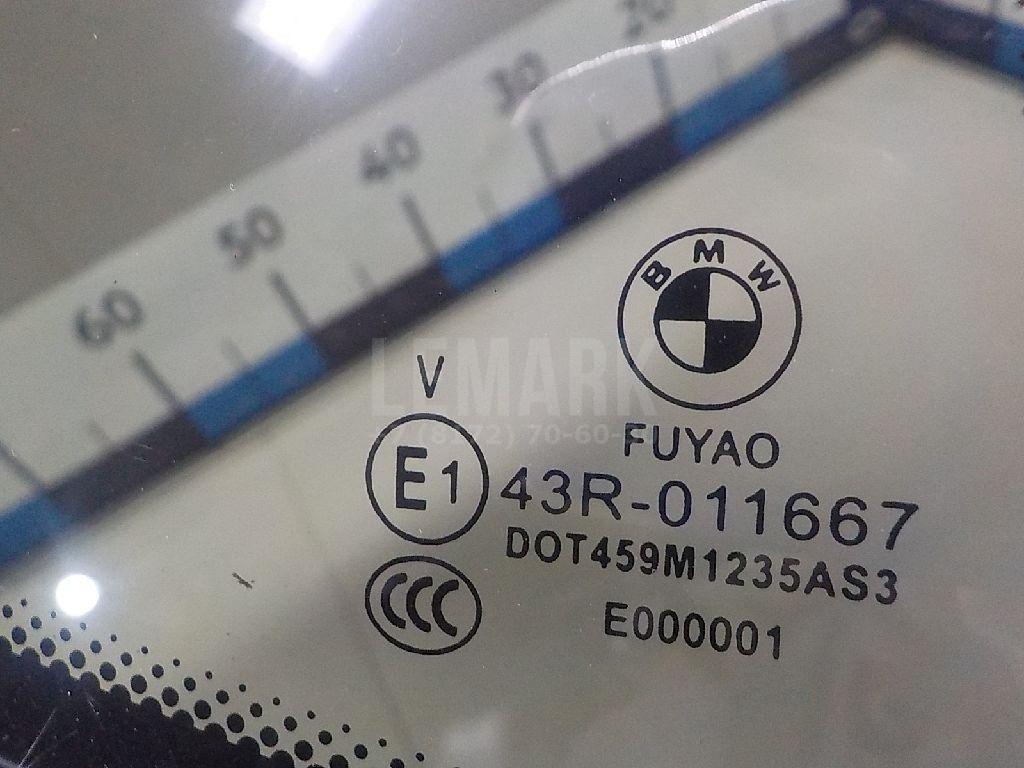 20
30
40
50
60
BMW
LEMARK
V
FUYAO
E1
43R-011667
DOT459M1235AS3
CCC
E000001